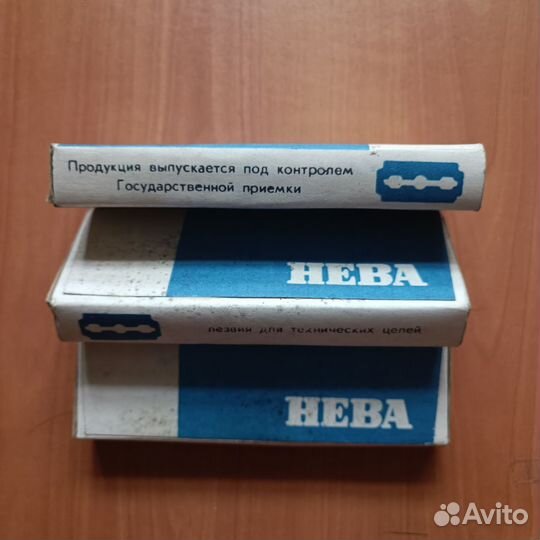 Продукция выпускается под контролем
Государственной приемки
НЕВА
лезвия для технических целей
НЕВА
Avito